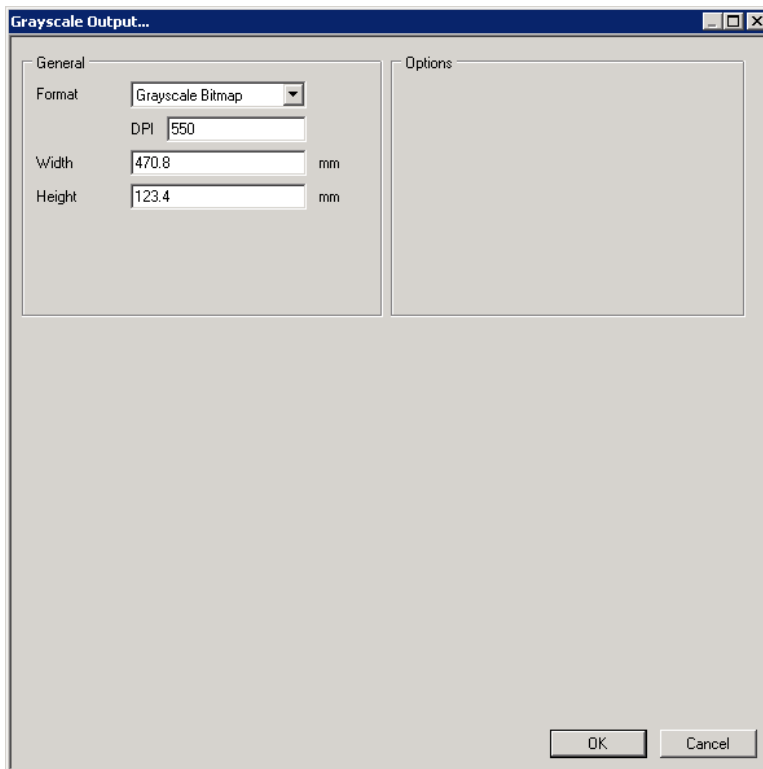 Grayscale Output...
General
Format Grayscale Bitmap
DPI 550
Width 470.8 mm
Height 123.4 mm
Options
OK Cancel